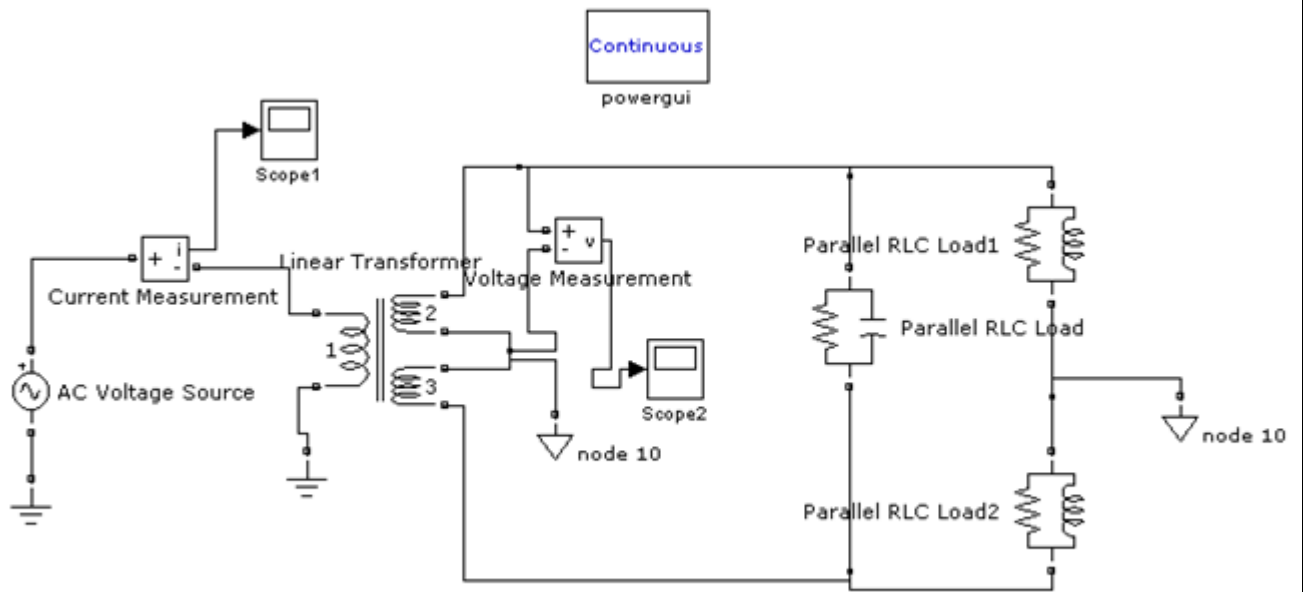 Continuous
powergui
Scope1
i
+
-
Current Measurement
Linear Transformer
+
-
v
Voltage Measurement
1
2
3
+
AC Voltage Source
Scope2
node 10
Parallel RLC Load1
Parallel RLC Load
node 10
Parallel RLC Load2